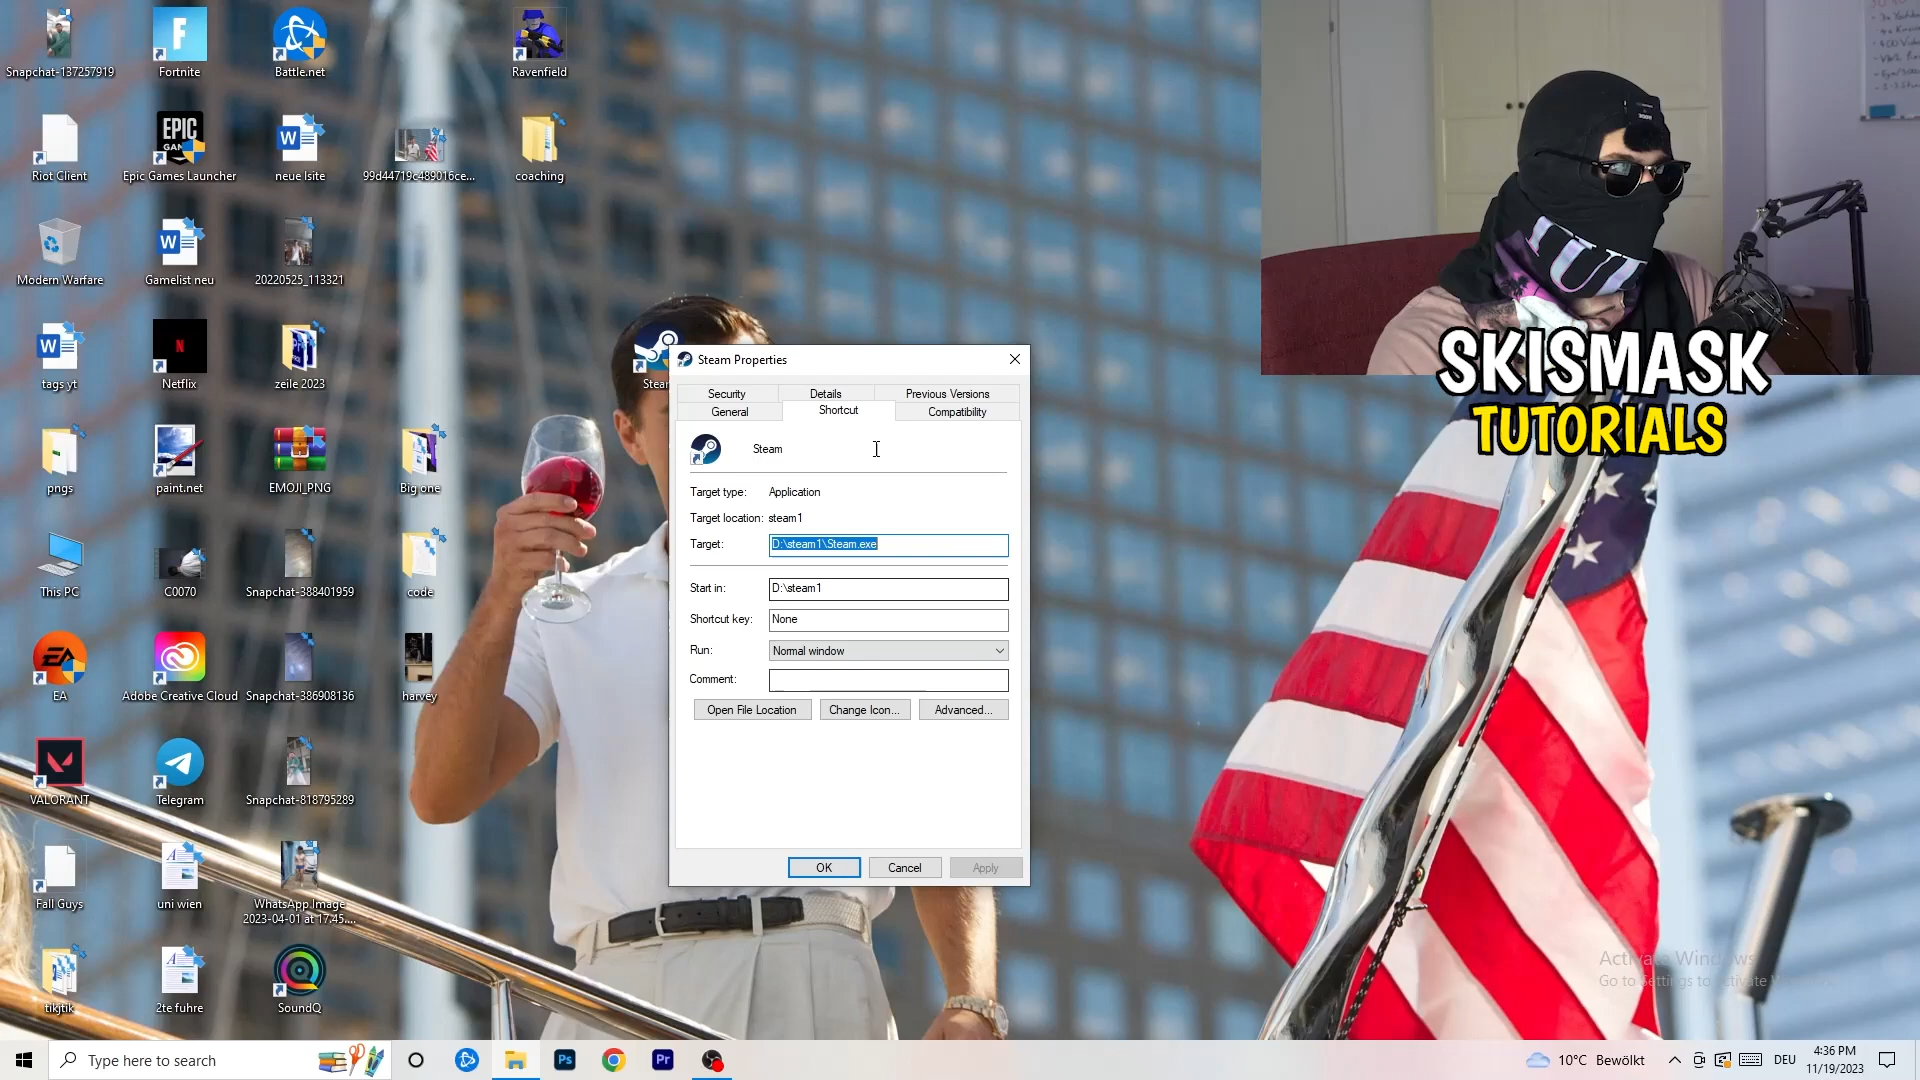 Snapchat-137257919
Fortnite
Battle.net
Ravenfield
Riot Client
EPIC
Epic Games Launcher
neue lsite
99d44719c489016ce...
coaching
Modern Warfare
Gamelist neu
20220525_113321
tags yt
N
Netflix
zeile 2023
pngs
paint.net
EMOJI_PNG
Big one
This PC
C0070
Snapchat-388401959
code
EA
EA
Adobe Creative Cloud
Snapchat-386908136
harvey
VALORANT
Telegram
Snapchat-818795289
Fall Guys
uni wien
WhatsApp Image
2023-04-01 at 17.45....
tikjtik
2te fuhre
SoundQ
Steam Properties
Security
Details
Previous Versions
General
Shortcut
Compatibility
Steam
Target type:
Application
Target location:
steam1
Target:
D:\steam1\Steam.exe
Start in:
D:\steam1
Shortcut key:
None
Run:
Normal window
Comment:
Open File Location
Change Icon...
Advanced...
OK
Cancel
Apply
SKISMASK
TUTORIALS
Type here to search
Ps
Pr
10°C Bewölkt
DEU
4:36 PM
11/19/2023